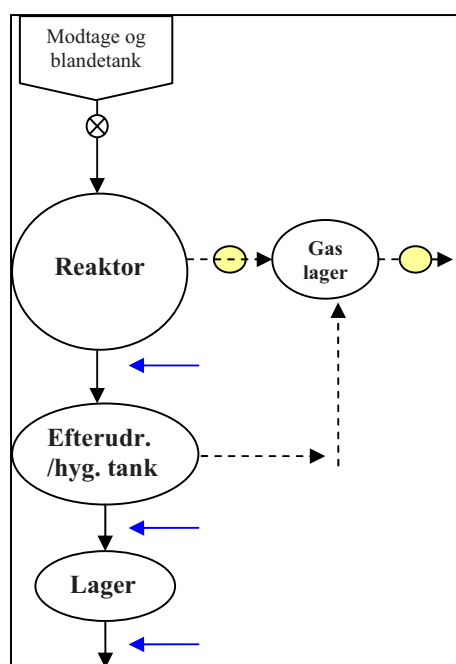 Modtage og
blandetank
Reaktor
Gas
lager
Efterudr.
/hyg. tank
Lager